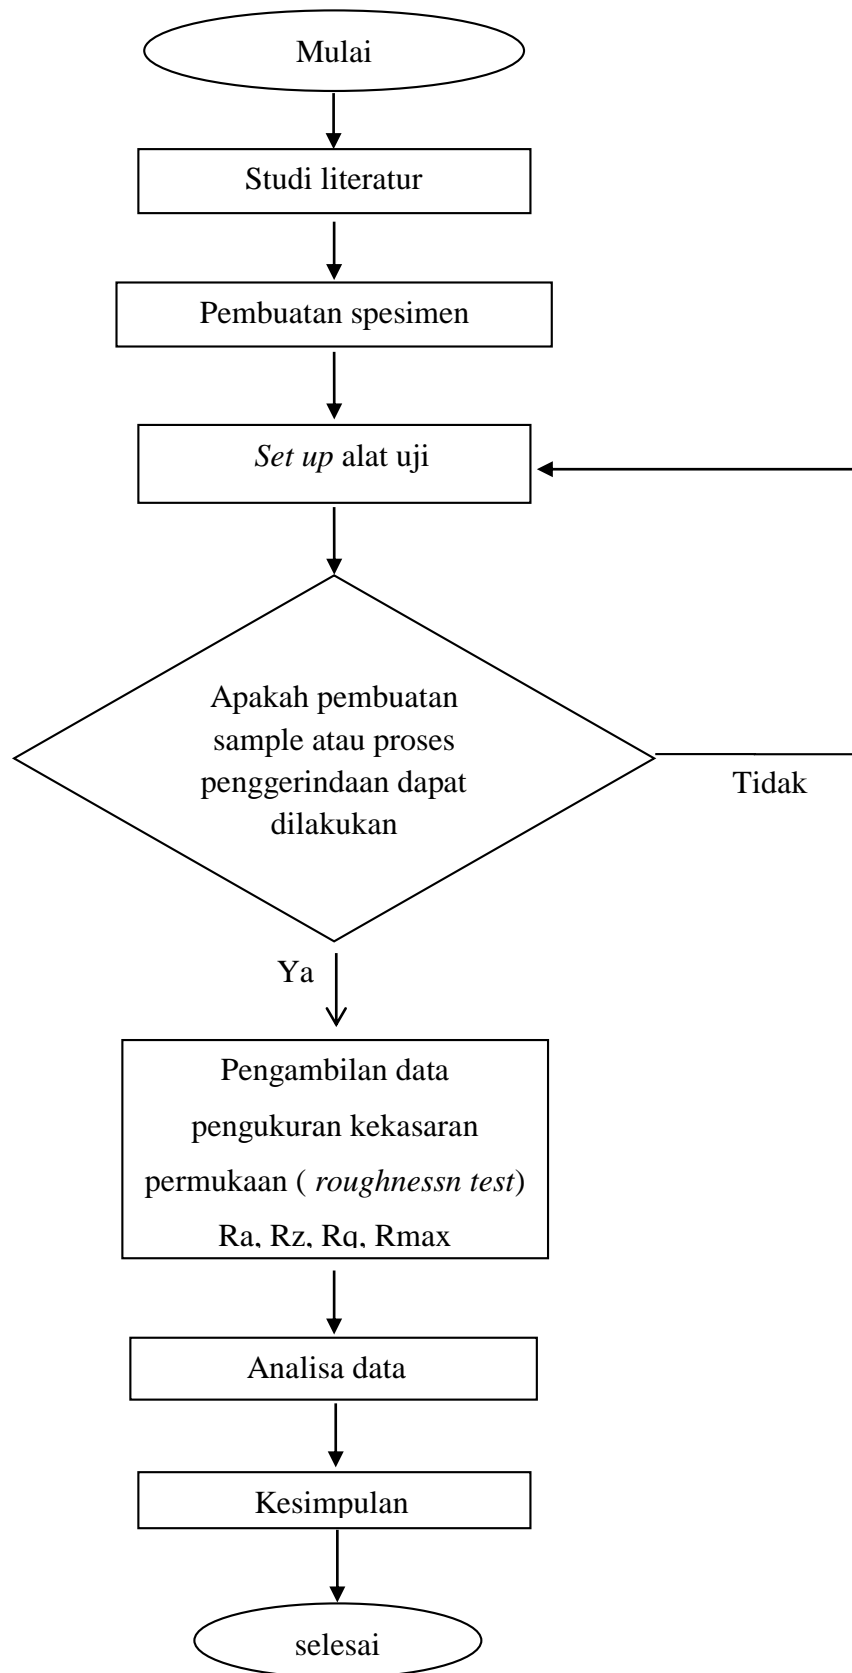 Mulai
Studi literatur
Pembuatan spesimen
Set up alat uji
Apakah pembuatan
sample atau proses
penggerindaan dapat
dilakukan
Tidak
Ya
Pengambilan data
pengukuran kekasaran
permukaan ( roughnessn test)
Ra, Rz, Rq, Rmax
Analisa data
Kesimpulan
selesai